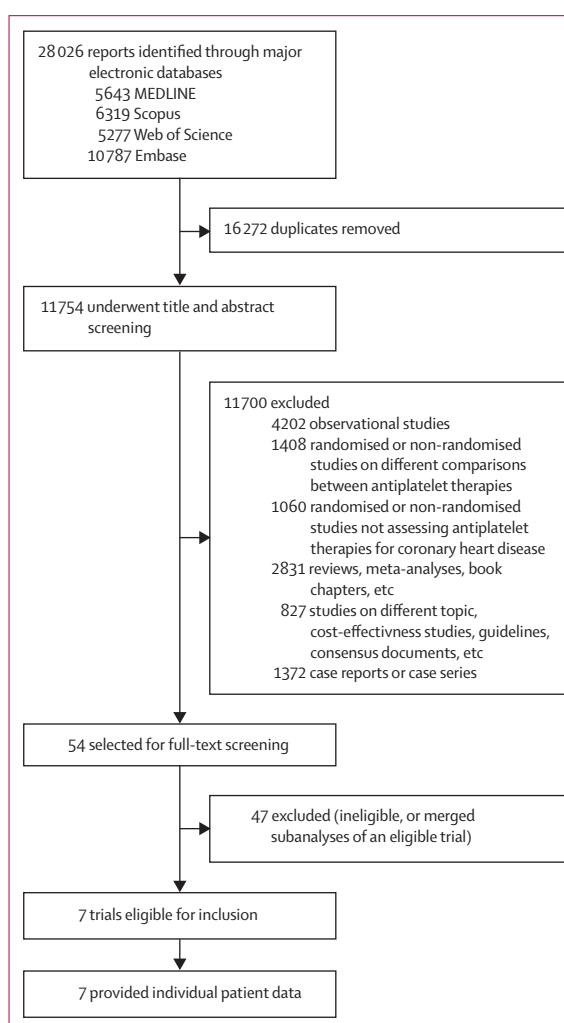 28 026 reports identified through major
electronic databases
5643 MEDLINE
6319 Scopus
5277 Web of Science
10 787 Embase
16 272 duplicates removed
11 754 underwent title and abstract
screening
11 700 excluded
4202 observational studies
1408 randomised or non-randomised
studies on different comparisons
between antiplatelet therapies
1060 randomised or non-randomised
studies not assessing antiplatelet
therapies for coronary heart disease
2831 reviews, meta-analyses, book
chapters, etc
827 studies on different topic,
cost-effectivness studies, guidelines,
consensus documents, etc
1372 case reports or case series
54 selected for full-text screening
47 excluded (ineligible, or merged
subanalyses of an eligible trial)
7 trials eligible for inclusion
7 provided individual patient data